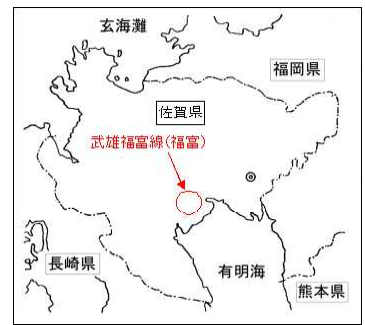 玄海灘
福岡県
佐賀県
武雄福富線(福富)
長崎県
有明海
熊本県